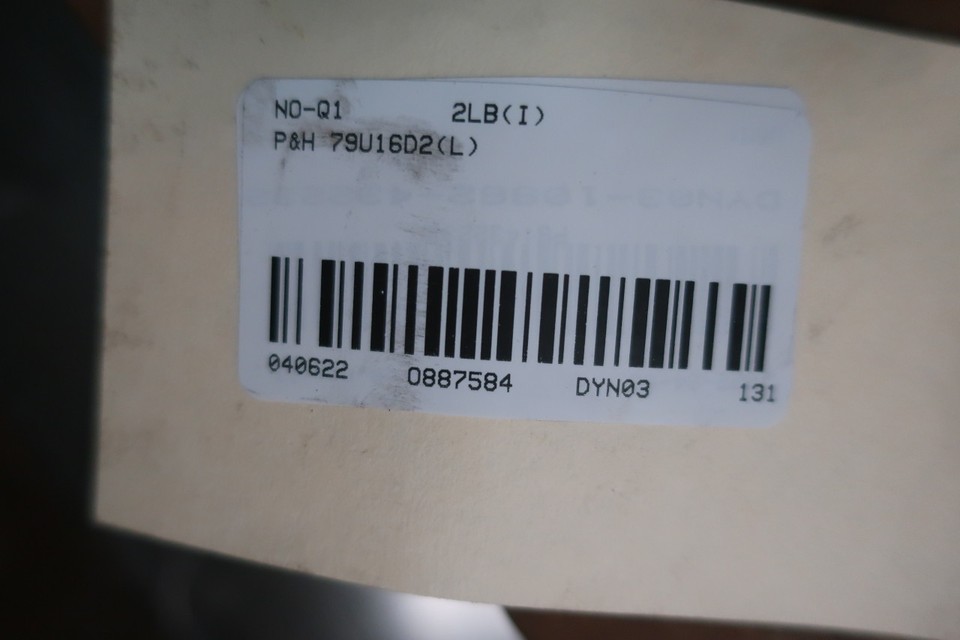 NO-Q1 2LB(I)
P&H 79U16D2(L)
040622 0887584 DYN03 131